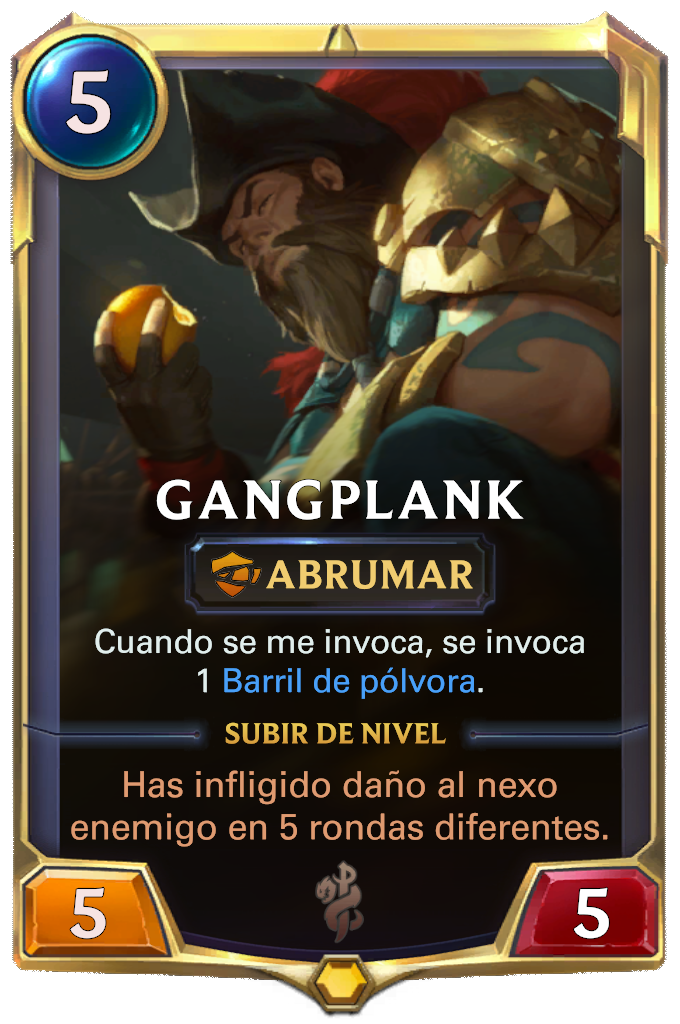 5
GANGPLANK
ABRUMAR
Cuando se me invoca, se invoca
1 Barril de pólvora.
SUBIR DE NIVEL
Has infligido daño al nexo
enemigo en 5 rondas diferentes.
5
5